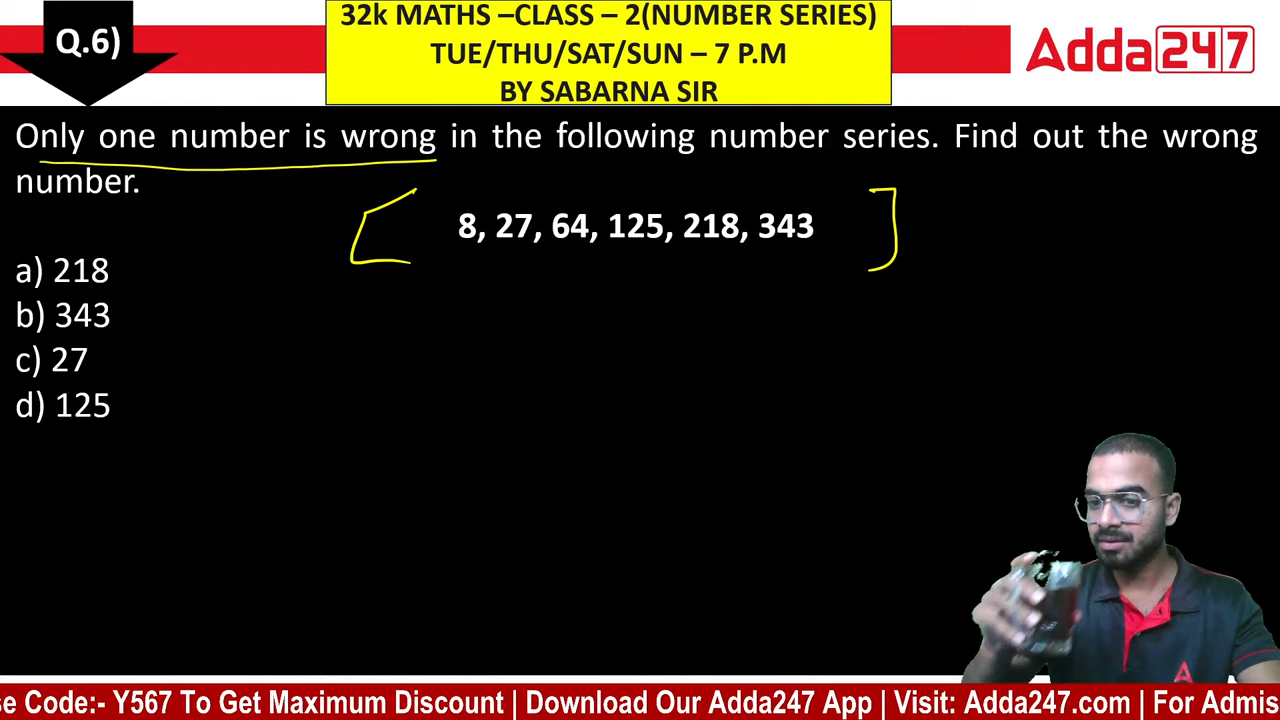 Q.6)
32k MATHS –CLASS – 2(NUMBER SERIES)
TUE/THU/SAT/SUN – 7 P.M
BY SABARNA SIR
Adda247
Only one number is wrong in the following number series. Find out the wrong
number.
8, 27, 64, 125, 218, 343
a) 218
b) 343
c) 27
d) 125
se Code:- Y567 To Get Maximum Discount | Download Our Adda247 App | Visit: Adda247.com | For Admis